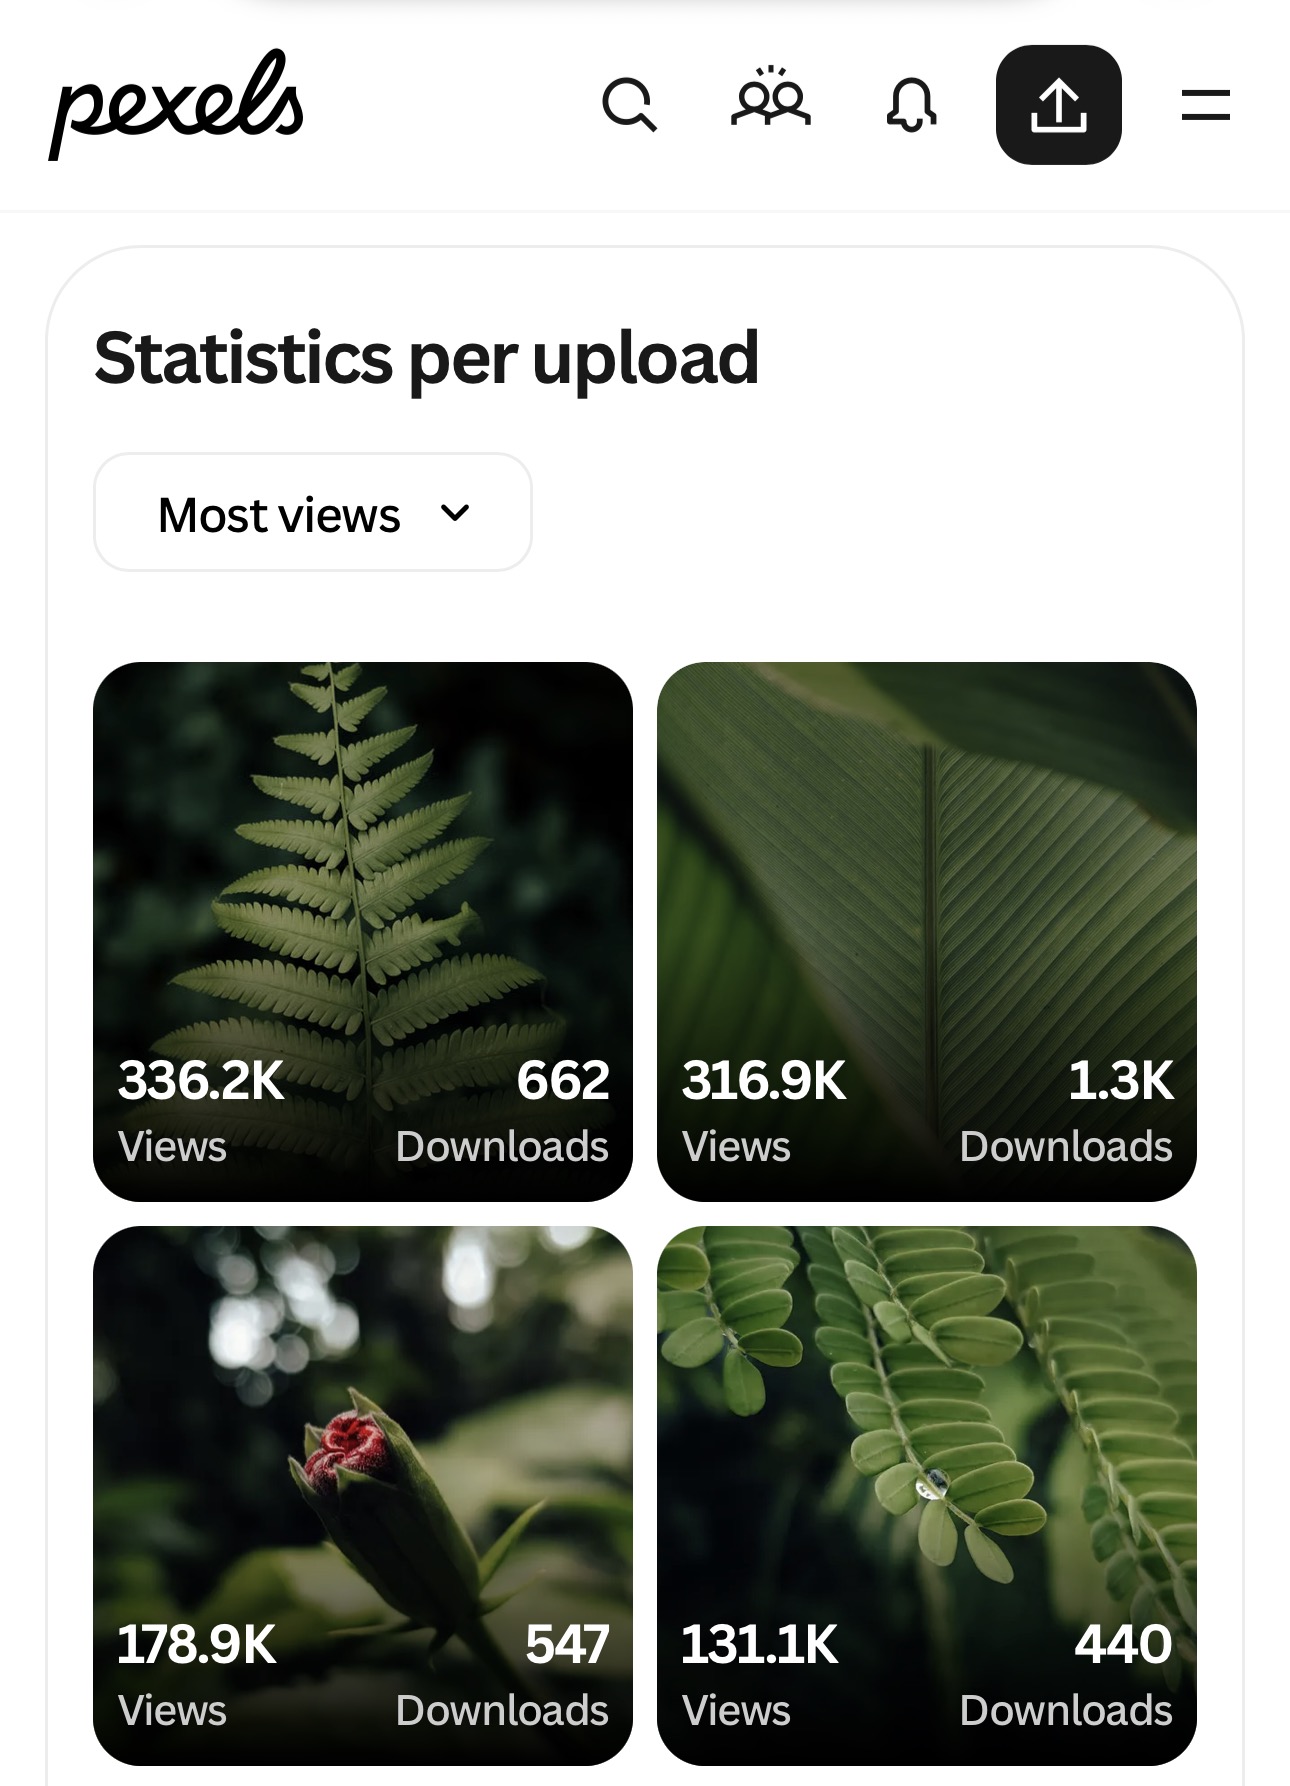 pexels
Statistics per upload
Most views
336.2K 662
Views Downloads
316.9K 1.3K
Views Downloads
178.9K 547
Views Downloads
131.1K 440
Views Downloads